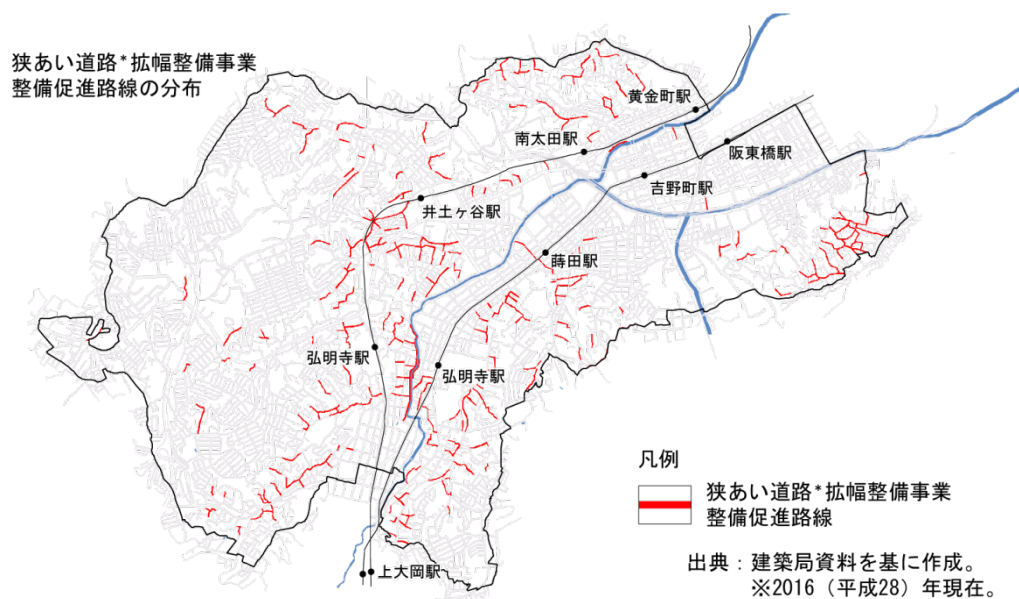 狭あい道路*拡幅整備事業
整備促進路線の分布
黄金町駅
南太田駅
阪東橋駅
吉野町駅
井土ヶ谷駅
蒔田駅
弘明寺駅
弘明寺駅
上大岡駅
凡例
狭あい道路*拡幅整備事業
整備促進路線
出典：建築局資料を基に作成。
※2016（平成28）年現在。